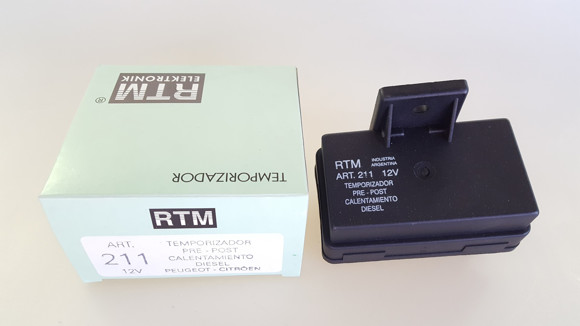 RTM
ELEKTRONIK
®
TEMPORIZADOR
RTM
ART.
211
12V
TEMPORIZADOR
PRE - POST
CALENTAMIENTO
DIESEL
PEUGEOT - CITRÖEN
RTM INDUSTRIA ARGENTINA
ART. 211 12V
TEMPORIZADOR
PRE - POST
CALENTAMIENTO
DIESEL